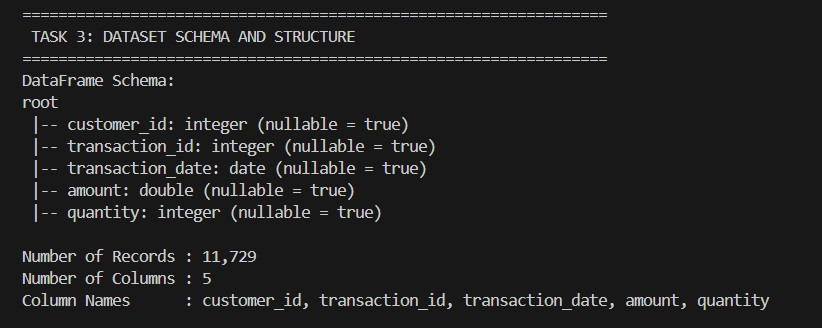 =================================================================
TASK 3: DATASET SCHEMA AND STRUCTURE
=================================================================
DataFrame Schema:
root
 |-- customer_id: integer (nullable = true)
 |-- transaction_id: integer (nullable = true)
 |-- transaction_date: date (nullable = true)
 |-- amount: double (nullable = true)
 |-- quantity: integer (nullable = true)

Number of Records : 11,729
Number of Columns : 5
Column Names      : customer_id, transaction_id, transaction_date, amount, quantity